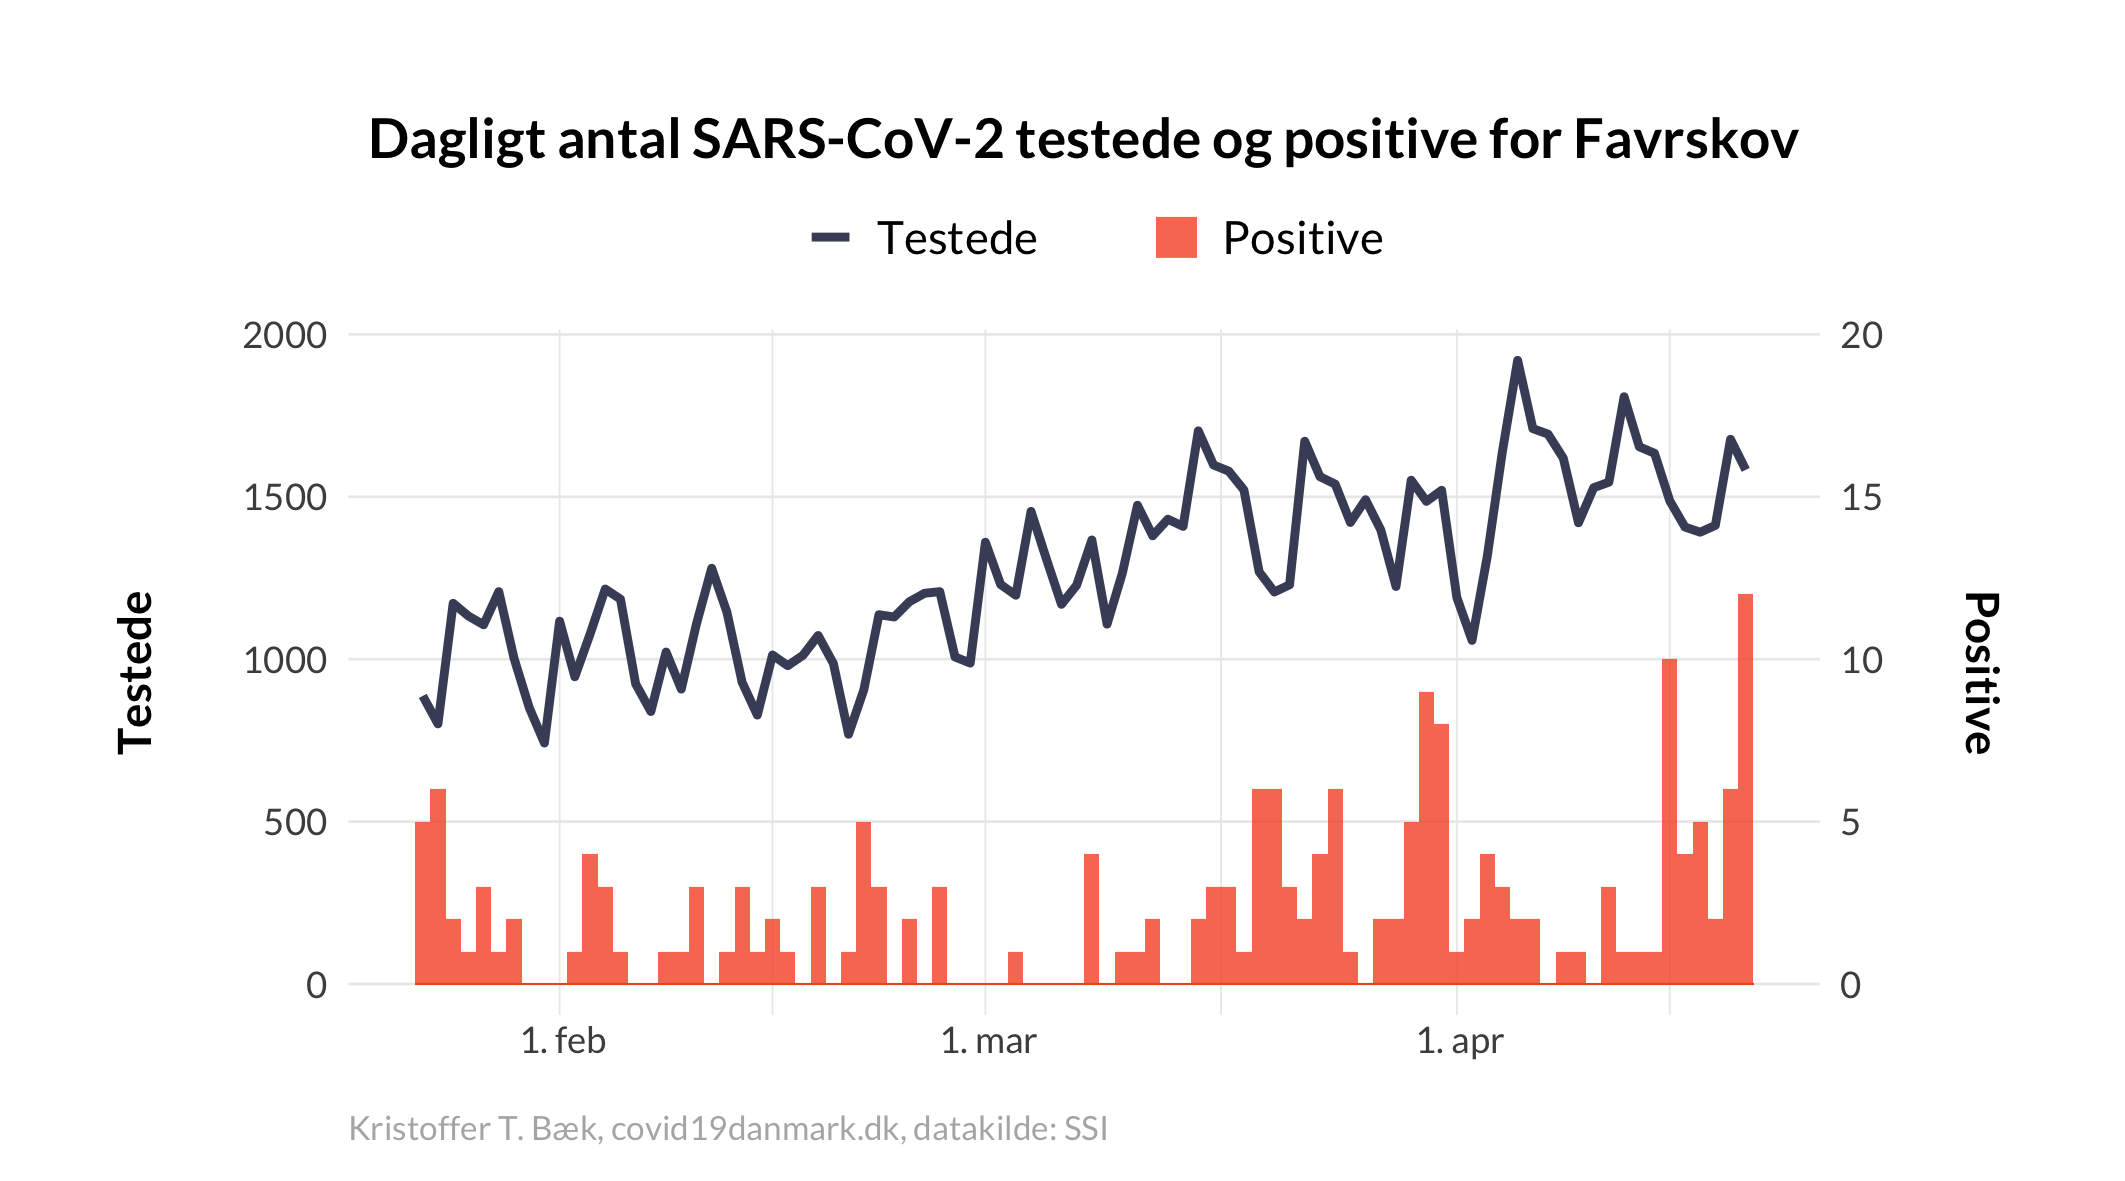 Dagligt antal SARS-CoV-2 testede og positive for Favrskov
Testede
Positive
2000
1500
1000
500
0
Testede
20
15
10
5
0
Positive
1. feb
1. mar
1. apr
Kristoffer T. Bæk, covid19danmark.dk, datakilde: SSI